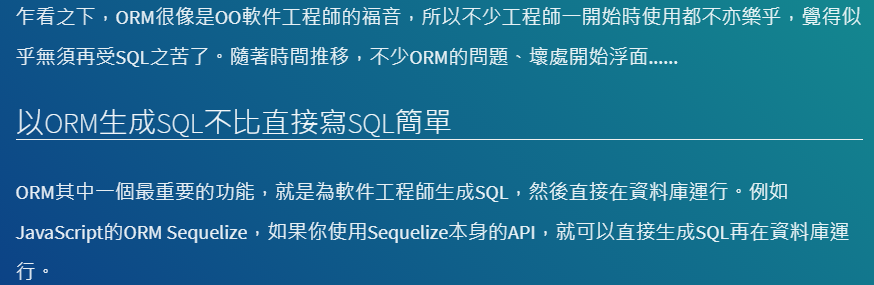 乍看之下，ORM很像是OO軟件工程師的福音，所以不少工程師一開始時使用都不亦樂乎，覺得似
乎無須再受SQL之苦了。隨著時間推移，不少ORM的問題、壞處開始浮面......
以ORM生成SQL不比直接寫SQL簡單
ORM其中一個最重要的功能，就是為軟件工程師生成SQL，然後直接在資料庫運行。例如
JavaScript的ORM Sequelize，如果你使用Sequelize本身的API，就可以直接生成SQL再在資料庫運
行。